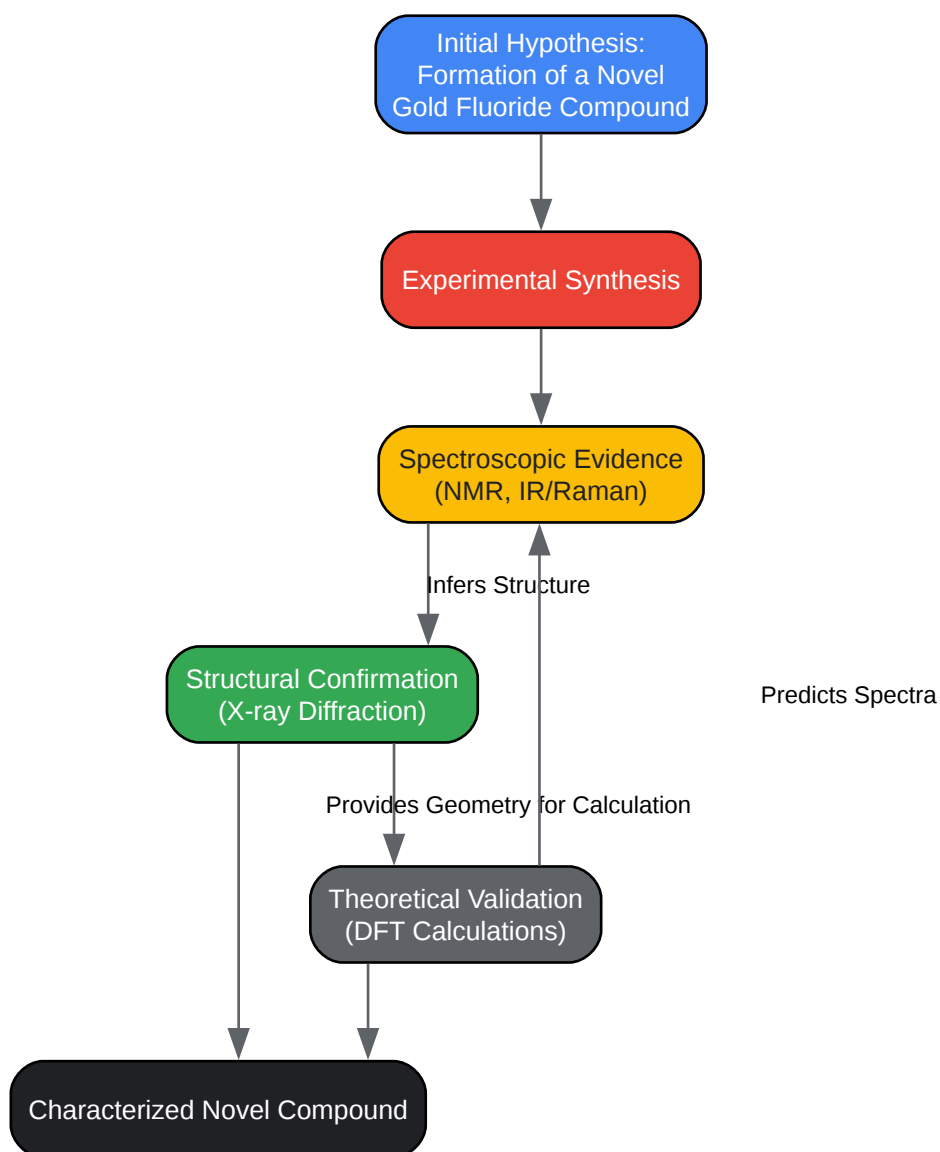 Initial Hypothesis:
Formation of a Novel
Gold Fluoride Compound
Experimental Synthesis
Spectroscopic Evidence
(NMR, IR/Raman)
Infers Structure
Structural Confirmation
(X-ray Diffraction)
Predicts Spectra
Provides Geometry for Calculation
Theoretical Validation
(DFT Calculations)
Characterized Novel Compound